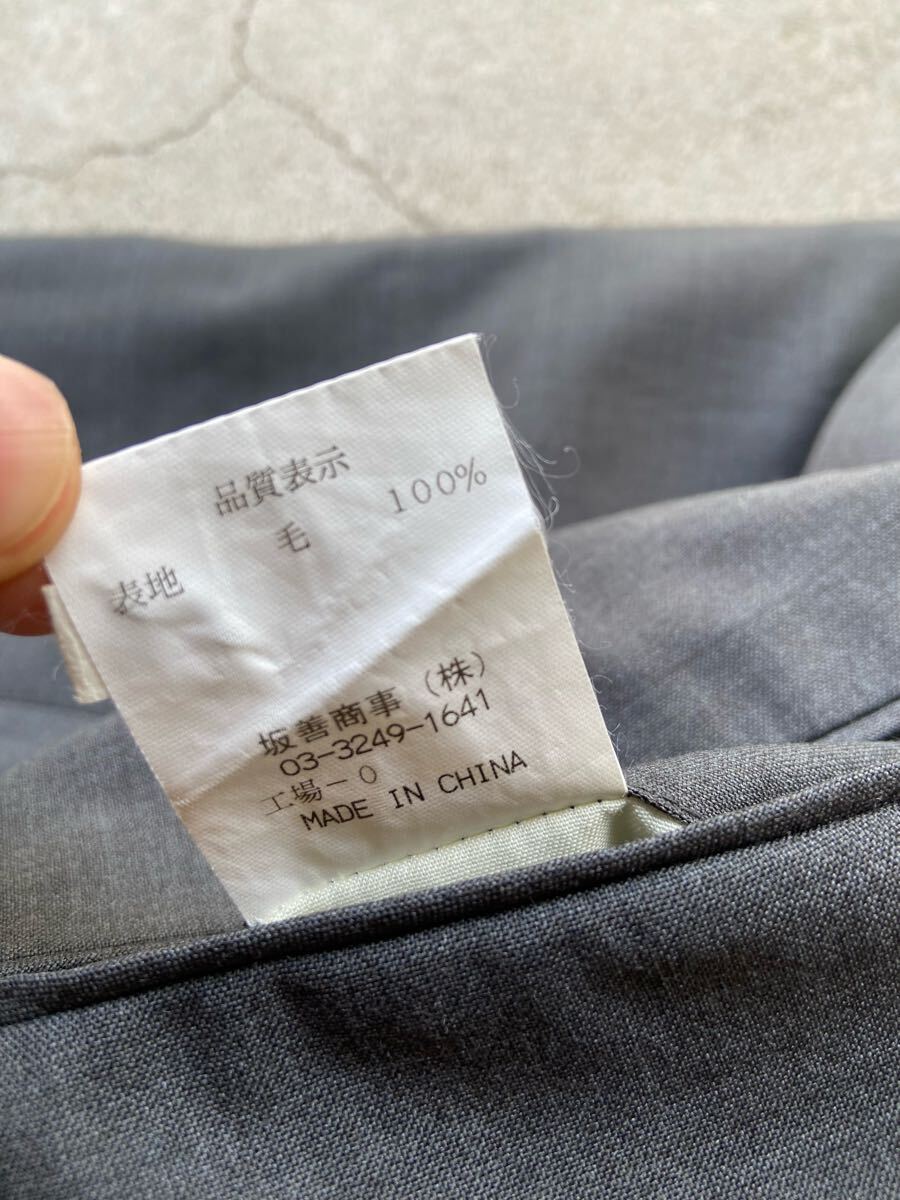 品質表示
表地 毛 100%
坂善商事(株)
03-3249-1641
工場-0
MADE IN CHINA